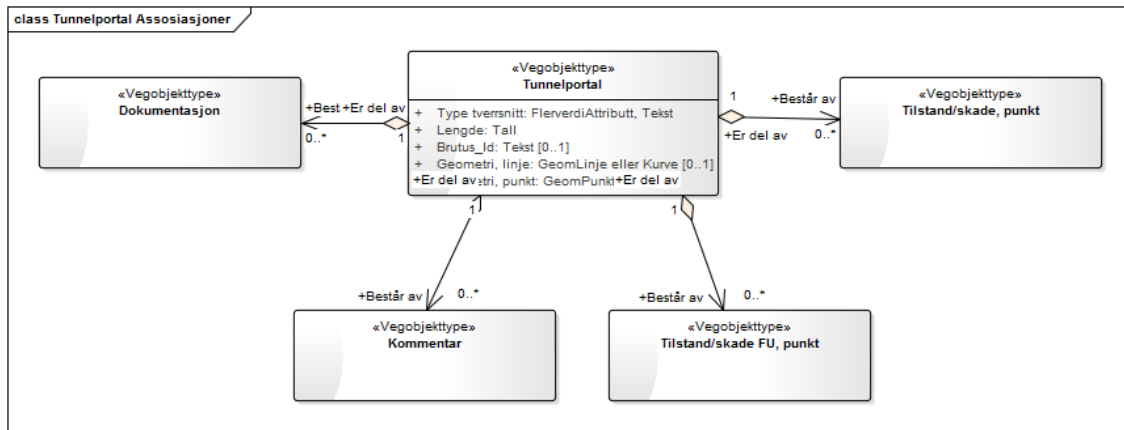 class Tunnelportal Assosiasjoner
«Vegobjekttype»
Tunnelportal
+ Type tverrsnitt: FlerverdiAttributt, Tekst
+ Lengde: Tall
+ Brutus_Id: Tekst [0..1]
+ Geometri, linje: GeomLinje eller Kurve [0..1]
+Er del av etri, punkt: GeomPunkt +Er del av
«Vegobjekttype»
Dokumentasjon
+Best +Er del av
0..* 1
«Vegobjekttype»
Tilstand/skade, punkt
1 +Består av
+Er del av 0..*
1 1
+Består av 0..*
+Består av 0..*
«Vegobjekttype»
Kommentar
«Vegobjekttype»
Tilstand/skade FU, punkt